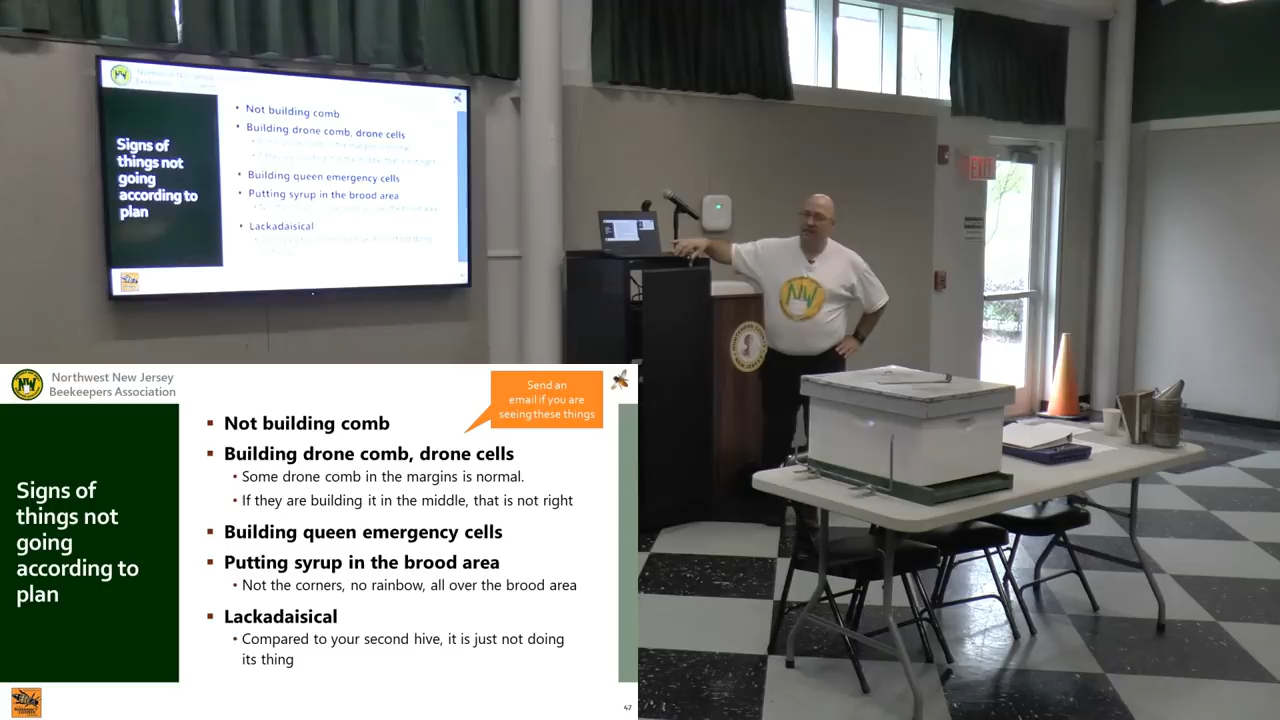 Signs of
things not
going
according to
plan
Not building comb
Building drone comb, drone cells
Building queen emergency cells
Putting syrup in the brood area
Lackadaisical
EXIT
NW
NW
Northwest New Jersey
Beekeepers Association
Send an
email if you are
seeing these things
Signs of
things not
going
according to
plan
Not building comb
Building drone comb, drone cells
Some drone comb in the margins is normal.
If they are building it in the middle, that is not right
Building queen emergency cells
Putting syrup in the brood area
Not the corners, no rainbow, all over the brood area
Lackadaisical
Compared to your second hive, it is just not doing
its thing
47